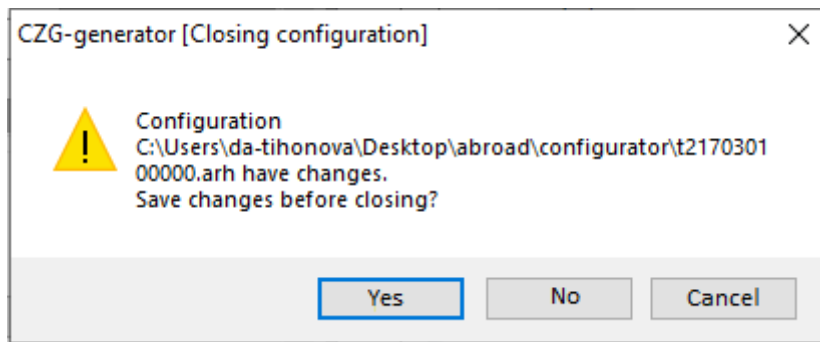 CZG-generator [Closing configuration]
!
Configuration
C:\Users\da-tihonova\Desktop\abroad\configurator\t2170301
00000.arh have changes.
Save changes before closing?
Yes No Cancel